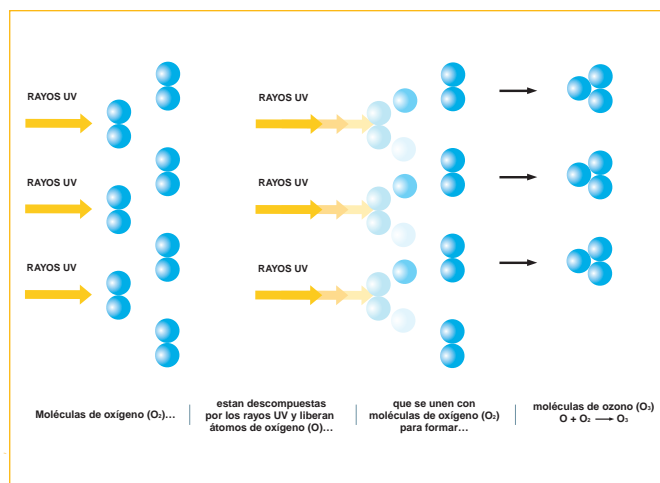 RAYOS UV
RAYOS UV
RAYOS UV
RAYOS UV
RAYOS UV
RAYOS UV
Moléculas de oxígeno (O₂)…
estan descompuestas
por los rayos UV y liberan
átomos de oxígeno (O)…
que se unen con
moléculas de oxígeno (O₂)
para formar…
moléculas de ozono (O₃)
O + O₂ ⟶ O₃